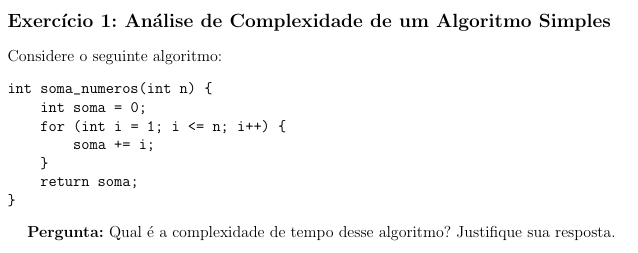 Exercício 1: Análise de Complexidade de um Algoritmo Simples
Considere o seguinte algoritmo:
int soma_numeros(int n) {
    int soma = 0;
    for (int i = 1; i <= n; i++) {
        soma += i;
    }
    return soma;
}
Pergunta: Qual é a complexidade de tempo desse algoritmo? Justifique sua resposta.